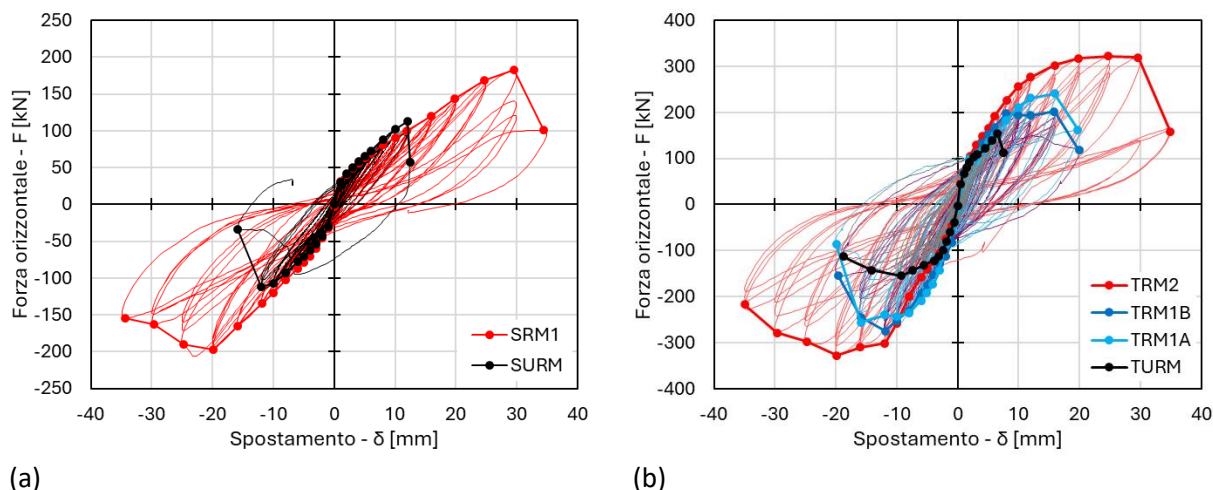 Forza orizzontale - F [kN]
250
200
150
100
50
0
-50
-100
-150
-200
-250
-40 -30 -20 -10 0 10 20 30 40
Spostamento - δ [mm]
SRM1
SURM
(a)
Forza orizzontale - F [kN]
400
300
200
100
0
-100
-200
-300
-400
-40 -30 -20 -10 0 10 20 30 40
Spostamento - δ [mm]
TRM2
TRM1B
TRM1A
TURM
(b)